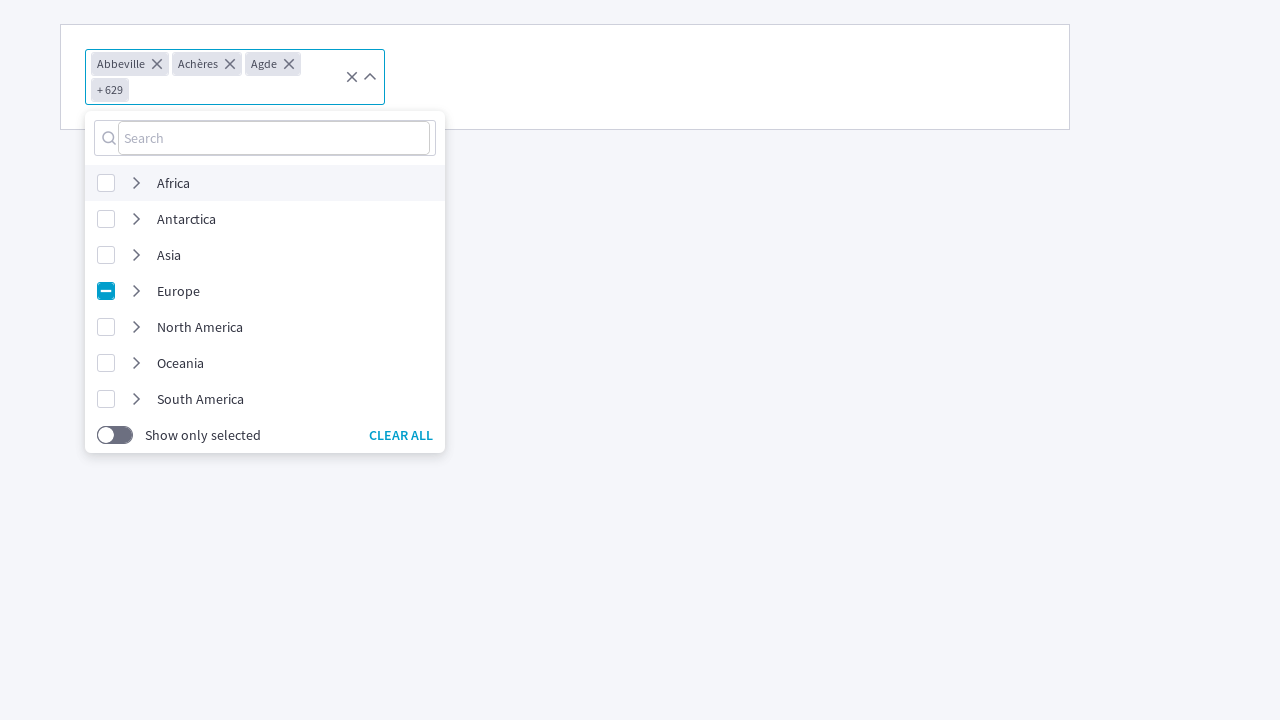 Abbeville Achères Agde
+ 629
Search
Africa
Antarctica
Asia
Europe
North America
Oceania
South America
Show only selected CLEAR ALL